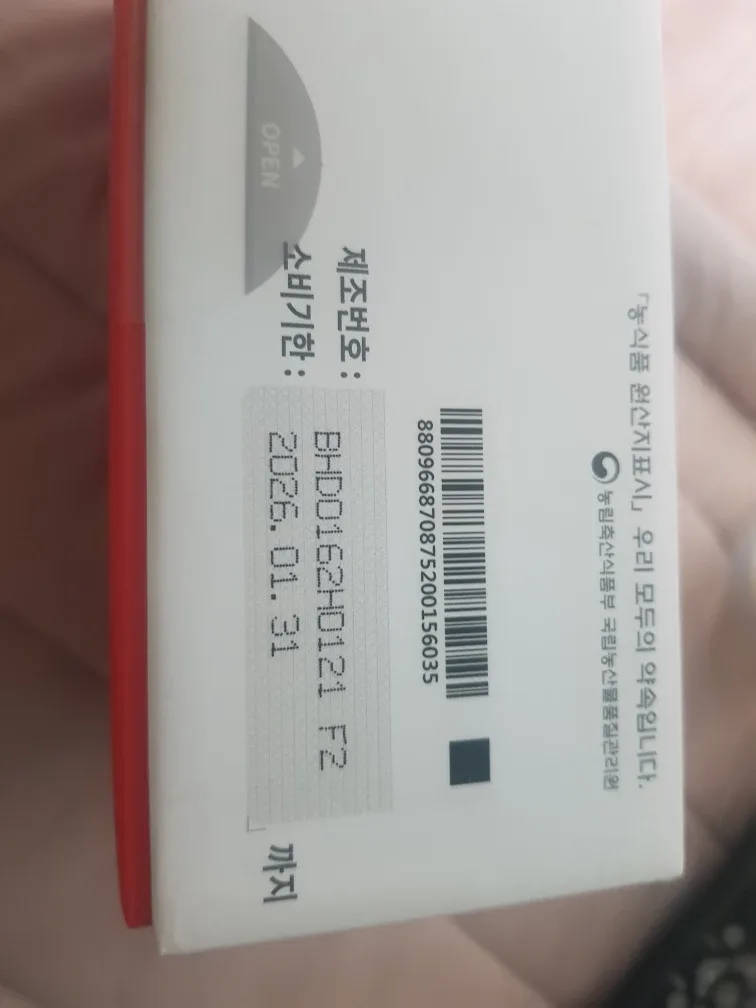 「농식품 원산지표시」 우리 모두의 약속입니다.
농림축산식품부 국립농산물품질관리원
880966870875200156035
제조번호 : BHD0162H0121 F2
소비기한 : 2026.01.31 까지
OPEN